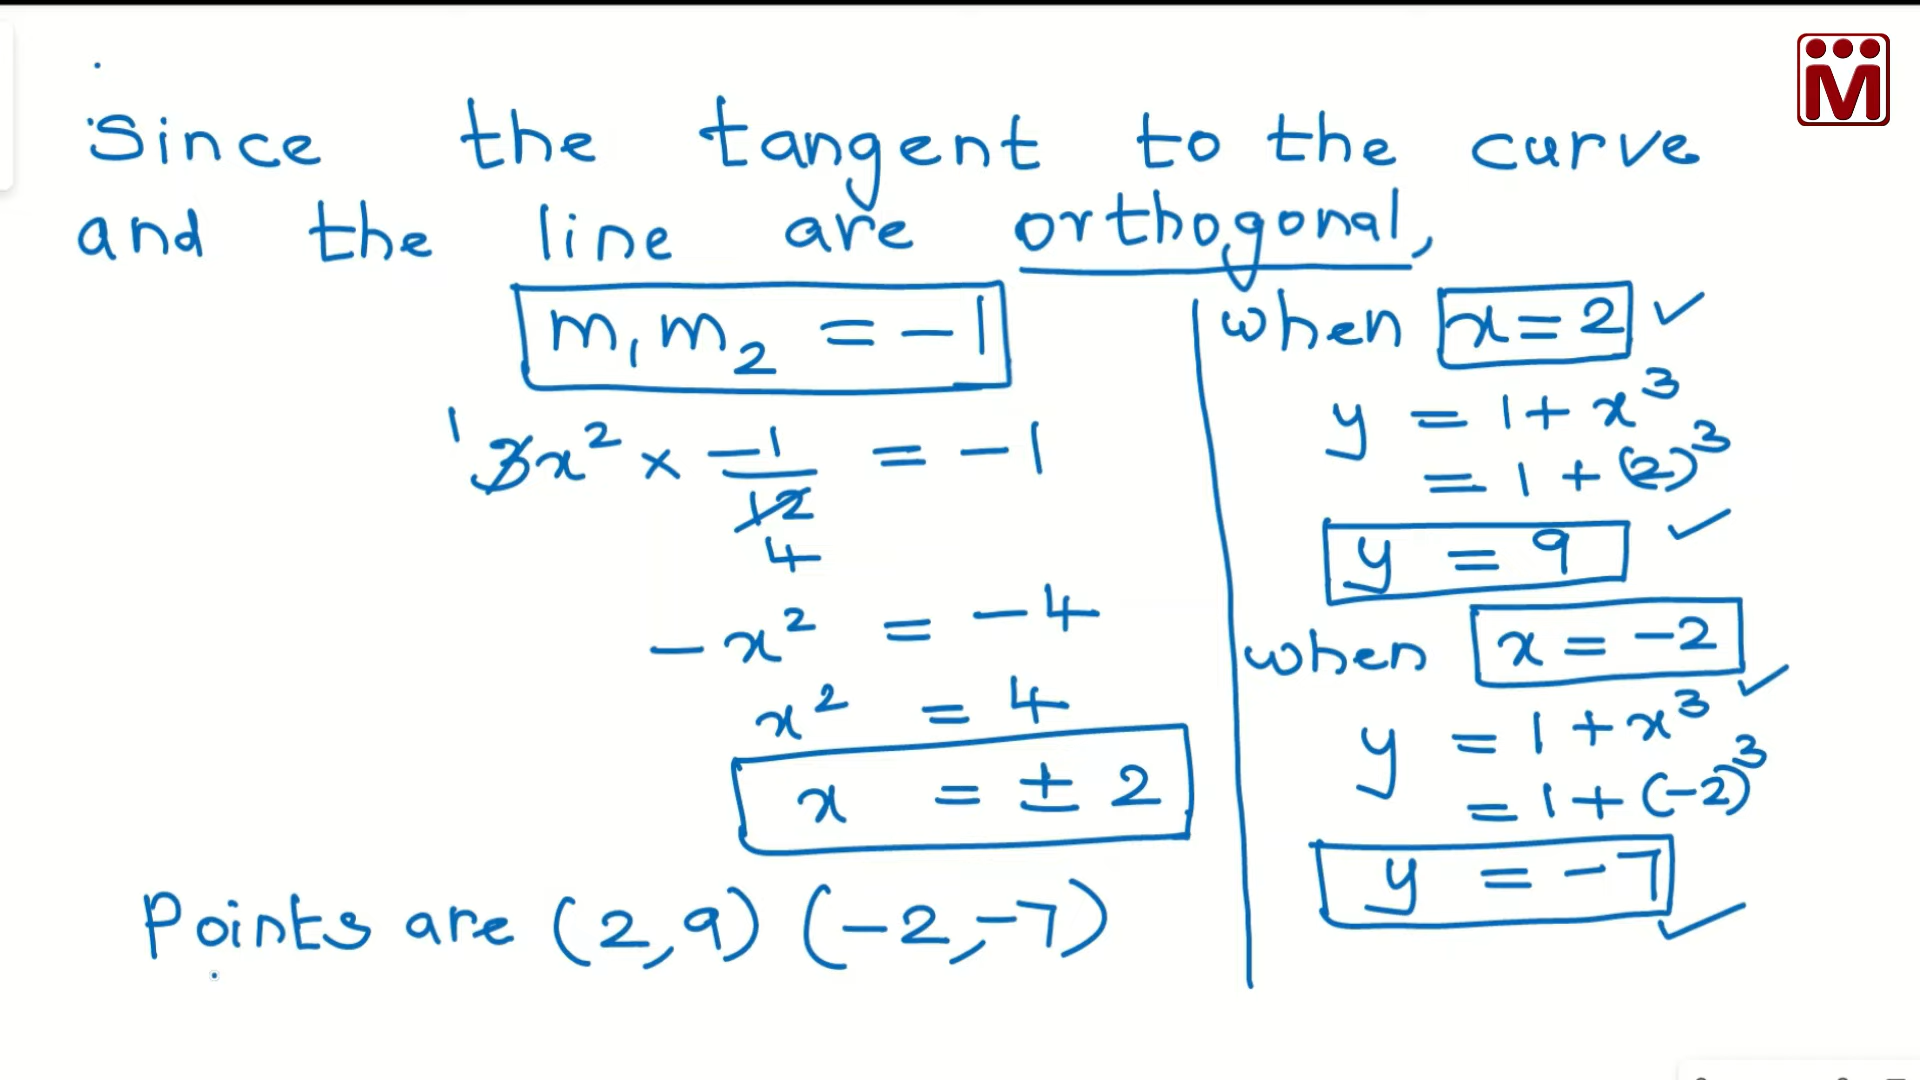 Since the tangent to the curve
and the line are orthogonal,
m₁m₂ = -1
1
3x² × -1/12 = -1
4
-x² = -4
x² = 4
x = ± 2
Points are (2,9) (-2,-7)
when x = 2 ✓
y = 1 + x³
= 1 + (2)³
y = 9 ✓
when x = -2 ✓
y = 1 + x³
= 1 + (-2)³
y = -7 ✓
M